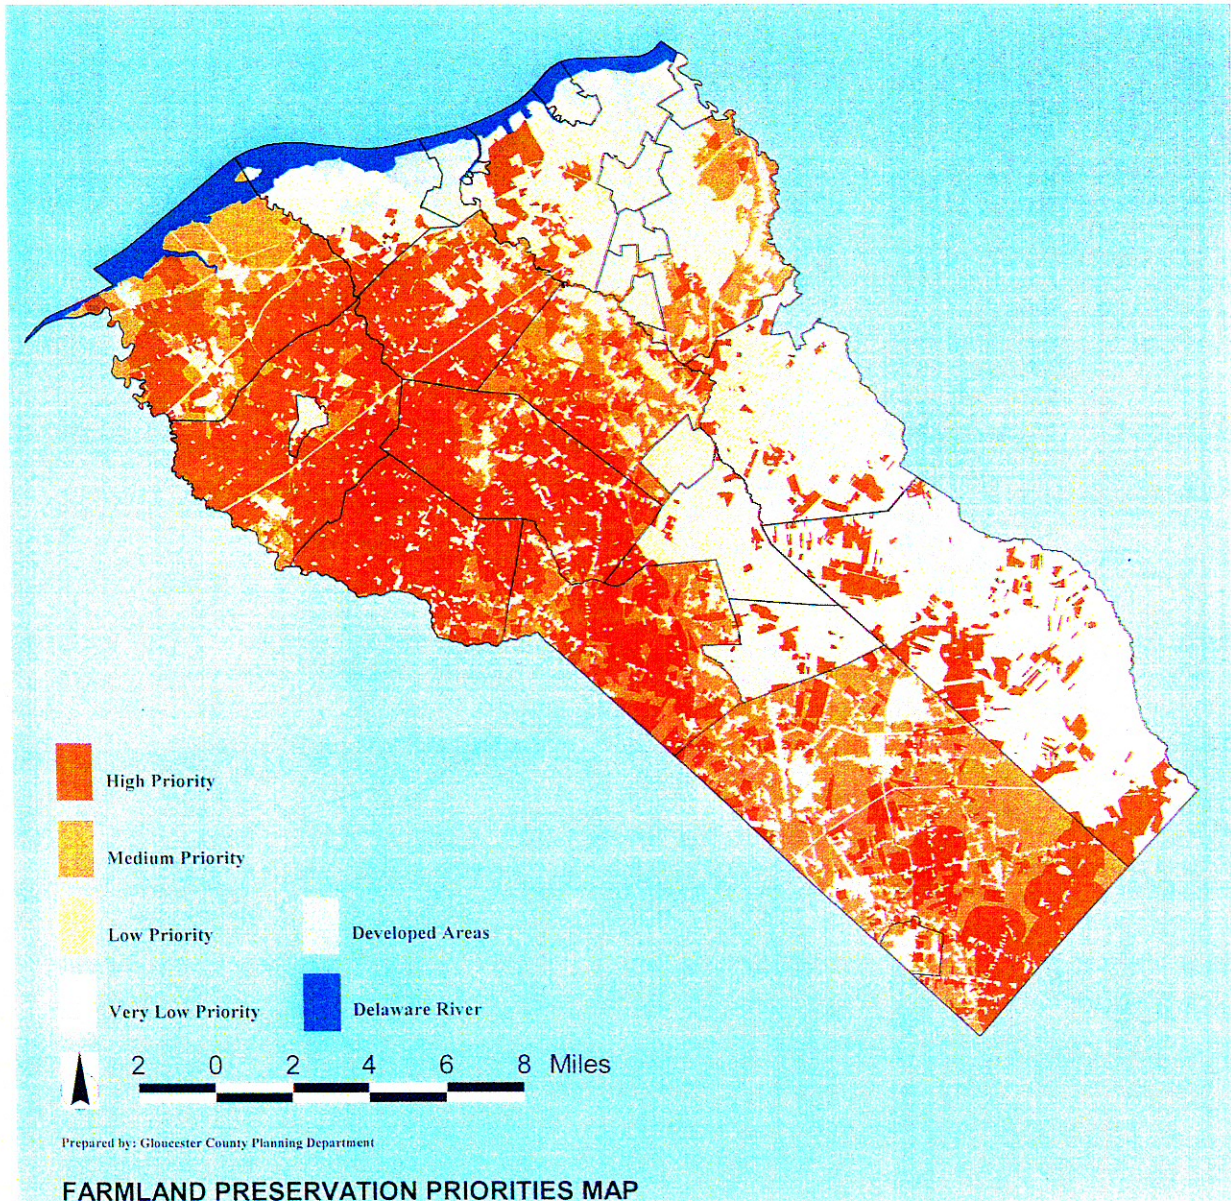 High Priority
Medium Priority
Low Priority
Developed Areas
Very Low Priority
Delaware River
2 0 2 4 6 8 Miles
Prepared by: Gloucester County Planning Department
FARMLAND PRESERVATION PRIORITIES MAP